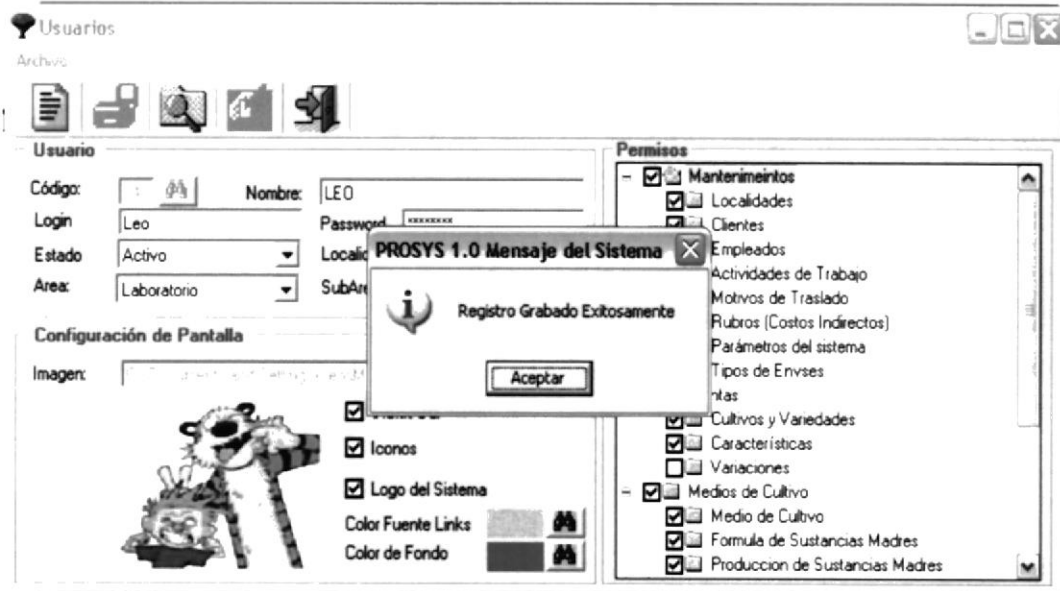 Usuarios
Archivo
Usuario
Código:
Nombre: LEO
Login Leo
Password xxxxxxxx
Estado Activo
Area: Laboratorio
SubAre
Configuración de Pantalla
Imagen:
Iconos
Logo del Sistema
Color Fuente Links
Color de Fondo
PROSYS 1.0 Mensaje del Sistema
Registro Grabado Exitosamente
Aceptar
Permisos
Mantenimeintos
Localidades
Clientes
Empleados
Actividades de Trabajo
Motivos de Traslado
Rubros (Costos Indirectos)
Parámetros del sistema
Tipos de Envses
ntas
Cultivos y Variedades
Características
Variaciones
Medios de Cultivo
Medio de Cultivo
Formula de Sustancias Madres
Produccion de Sustancias Madres